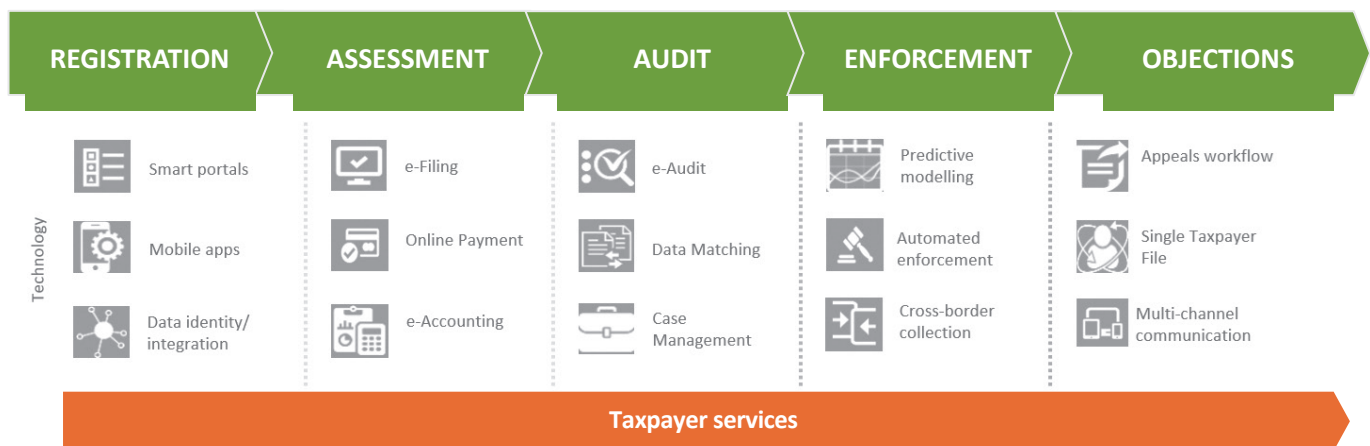 REGISTRATION
ASSESSMENT
AUDIT
ENFORCEMENT
OBJECTIONS
Technology
Smart portals
Mobile apps
Data identity/
integration
e-Filing
Online Payment
e-Accounting
e-Audit
Data Matching
Case
Management
Predictive
modelling
Automated
enforcement
Cross-border
collection
Appeals workflow
Single Taxpayer
File
Multi-channel
communication
Taxpayer services